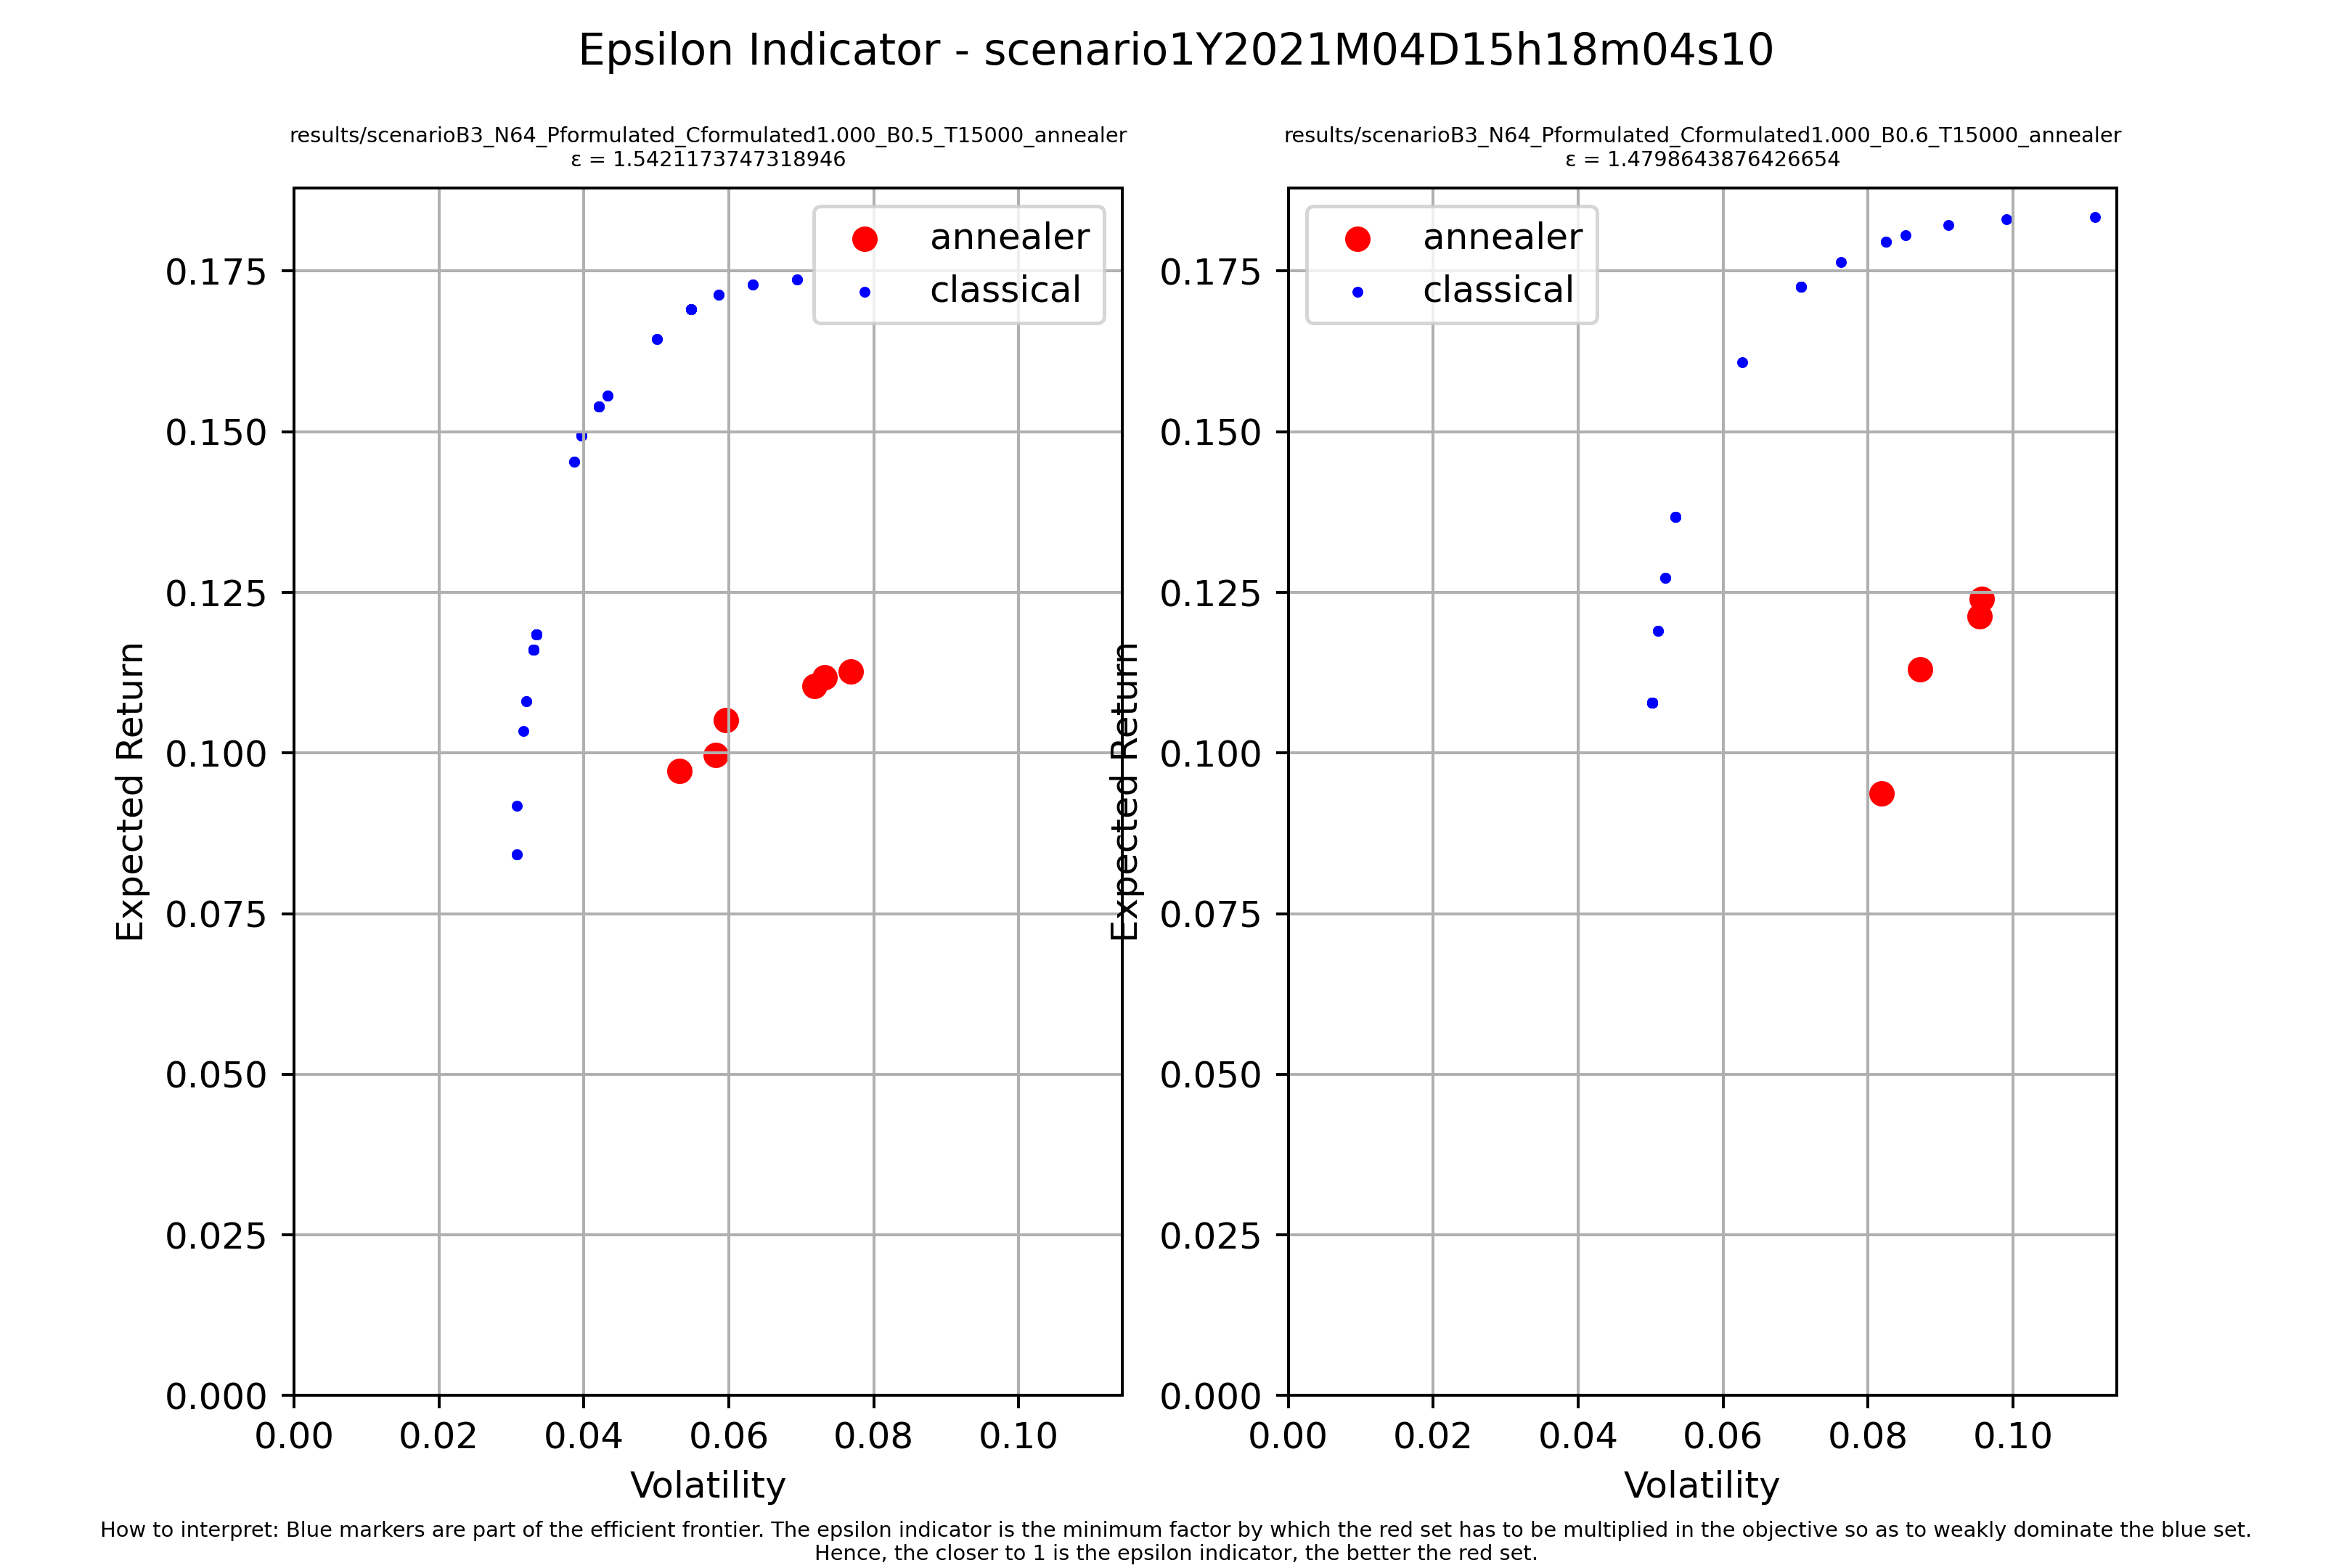 Epsilon Indicator - scenario1Y2021M04D15h18m04s10
results/scenarioB3_N64_Pformulated_Cformulated1.000_B0.5_T15000_annealer
ε = 1.5421173747318946
annealer
classical
0.175
0.150
0.125
0.100
0.075
0.050
0.025
0.000
Expected Return
0.00 0.02 0.04 0.06 0.08 0.10
Volatility
results/scenarioB3_N64_Pformulated_Cformulated1.000_B0.6_T15000_annealer
ε = 1.4798643876426654
annealer
classical
0.175
0.150
0.125
0.100
0.075
0.050
0.025
0.000
Expected Return
0.00 0.02 0.04 0.06 0.08 0.10
Volatility
How to interpret: Blue markers are part of the efficient frontier. The epsilon indicator is the minimum factor by which the red set has to be multiplied in the objective so as to weakly dominate the blue set.
Hence, the closer to 1 is the epsilon indicator, the better the red set.